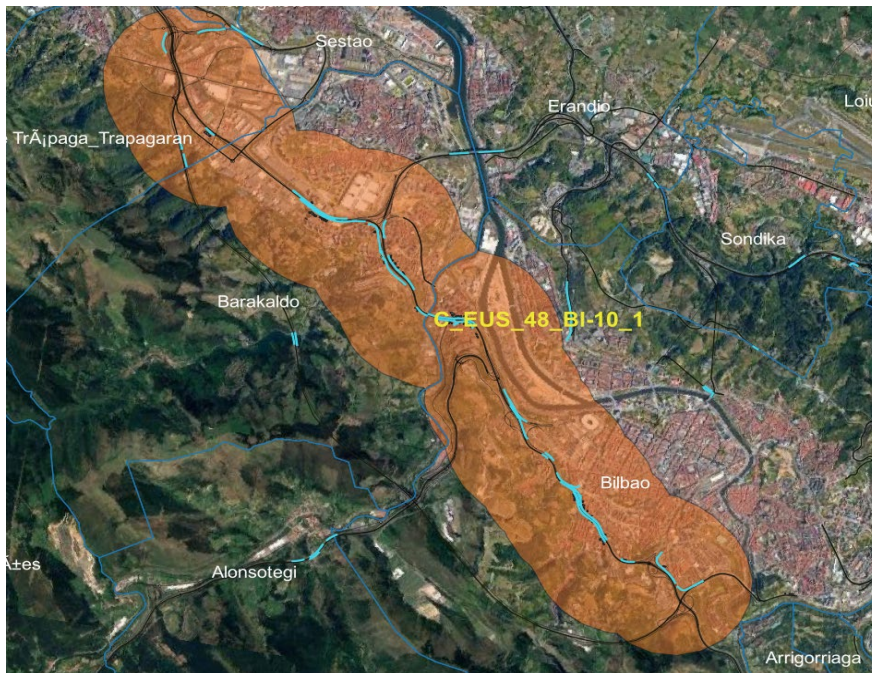 Sestao
Erandio
Loiu
TrÃ¡paga_Trapagaran
Sondika
Barakaldo
C_EUS_48_BI-10_1
Bilbao
Ã±es
Alonsotegi
Arrigorriaga